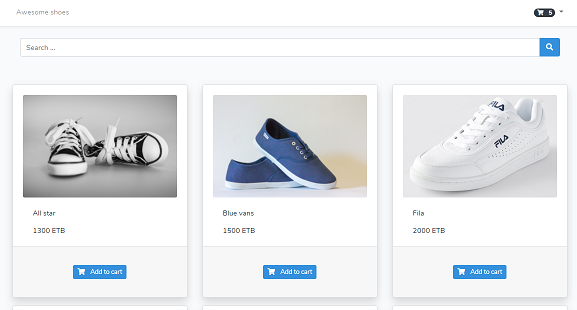 Awesome shoes
5
Search ...
FILA
FILA
All star
Blue vans
Fila
1300 ETB
1500 ETB
2000 ETB
Add to cart
Add to cart
Add to cart